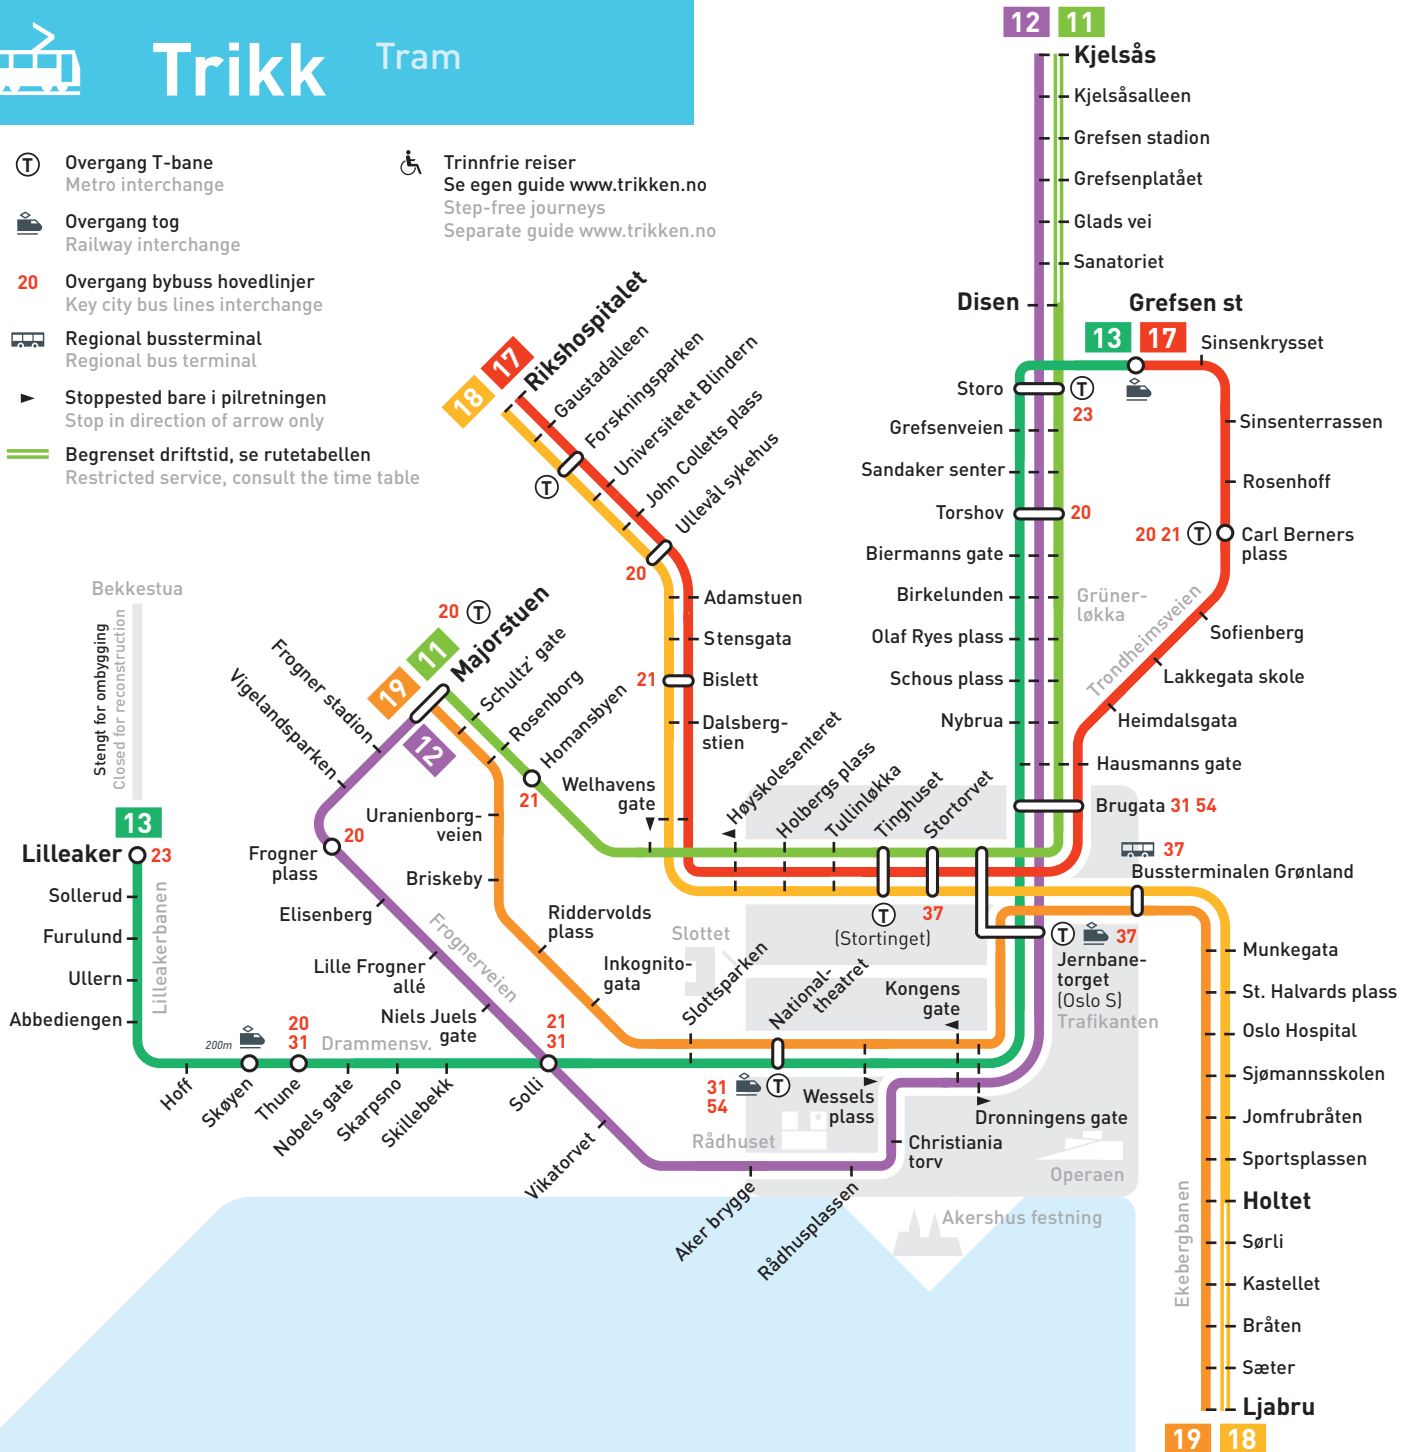 Trikk
Tram
T
Overgang T-bane
Metro interchange
Overgang tog
Railway interchange
20
Overgang bybuss hovedlinjer
Key city bus lines interchange
Regional bussterminal
Regional bus terminal
Stoppested bare i pilretningen
Stop in direction of arrow only
Begrenset driftstid, se rutetabellen
Restricted service, consult the time table
Trinnfrie reiser
Se egen guide www.trikken.no
Step-free journeys
Separate guide www.trikken.no
12
11
Kjelsås
Kjelsåsalleen
Grefsen stadion
Grefsenplatået
Glads vei
Sanatoriet
Disen
Grefsen st
13
17
Sinsenkrysset
Storo
T
23
Grefsenveien
Sandaker senter
Torshov
20
Biermanns gate
Birkelunden
Grüner-
løkka
Olaf Ryes plass
Schous plass
Nybrua
Sinsenterrassen
Rosenhoff
20 21
T
Carl Berners
plass
Trondheimsveien
Sofienberg
Lakkegata skole
Heimdalsgata
Hausmanns gate
Brugata 31 54
18
17
Rikshospitalet
Gaustadalleen
Forskningsparken
T
Universitetet Blindern
John Colletts plass
Ullevål sykehus
20
Adamstuen
Stensgata
21
Bislett
Dalsberg-
stien
Bekkestua
Stengt for ombygging
Closed for reconstruction
13
Lilleaker
23
Sollerud
Furulund
Ullern
Abbediengen
Lilleakerbanen
20
T
Majorstuen
11
19
12
Frogner stadion
Vigelandsparken
Schultz' gate
Rosenborg
Homansbyen
21
Welhavens
gate
Uranienborg-
veien
Briskeby
20
Frogner
plass
Elisenberg
Lille Frogner
allé
Frognerveien
Niels Juels
gate
Riddervolds
plass
Inkognito-
gata
Høyskolesenteret
Holbergs plass
Tullinløkka
Tinghuset
Stortorvet
T
(Stortinget)
37
37
Bussterminalen Grønland
T
37
Jernbane-
torget
(Oslo S)
Trafikanten
Slottet
Slottsparken
National-
theatret
Kongens
gate
200m
20
31
Drammensv.
21
31
Hoff
Skøyen
Thune
Nobels gate
Skarpsno
Skillebekk
Solli
Vikatorvet
31
54
T
Wessels
plass
Dronningens gate
Rådhuset
Christiania
torv
Operaen
Aker brygge
Rådhusplassen
Akershus festning
Munkegata
St. Halvards plass
Oslo Hospital
Sjømannsskolen
Jomfrubråten
Sportsplassen
Holtet
Sørli
Kastellet
Bråten
Sæter
Ljabru
Ekebergbanen
19
18